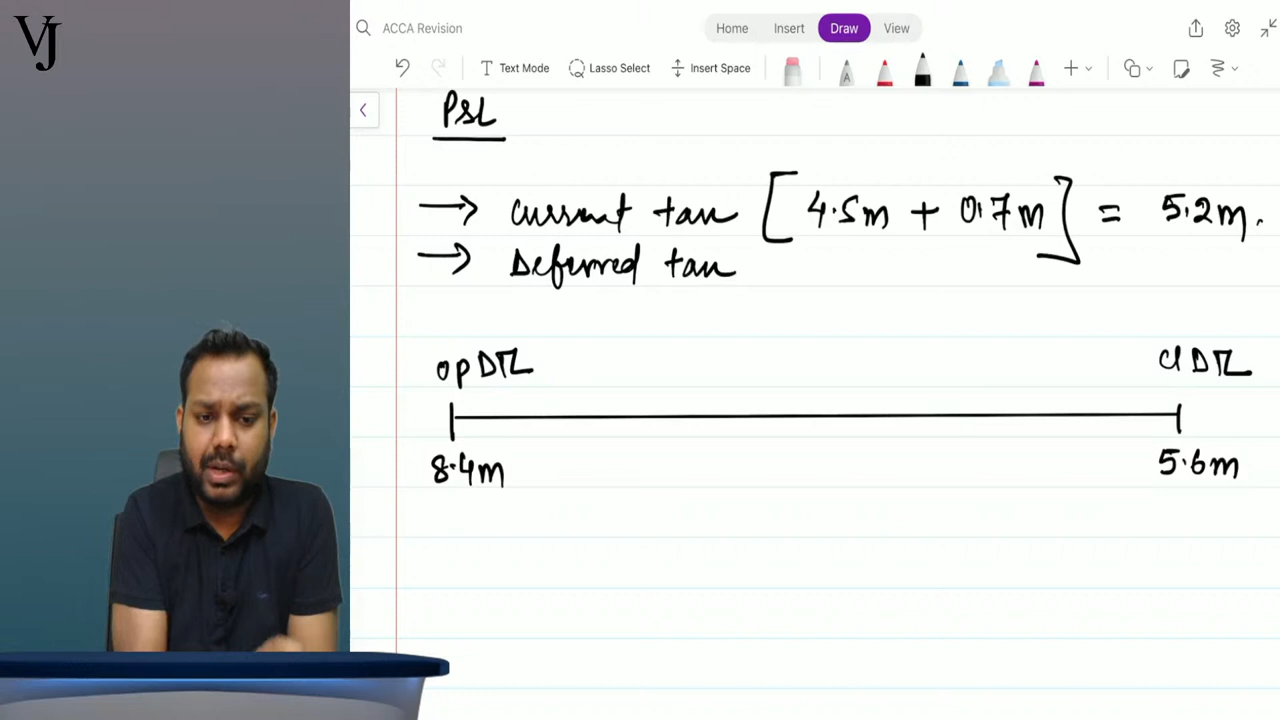 VJ
ACCA Revision
Home Insert Draw View
Text Mode Lasso Select Insert Space
P&L
→ current tax [4.5m + 0.7m] = 5.2m.
→ Deferred tax
op DTL cl DTL
8.4m 5.6m